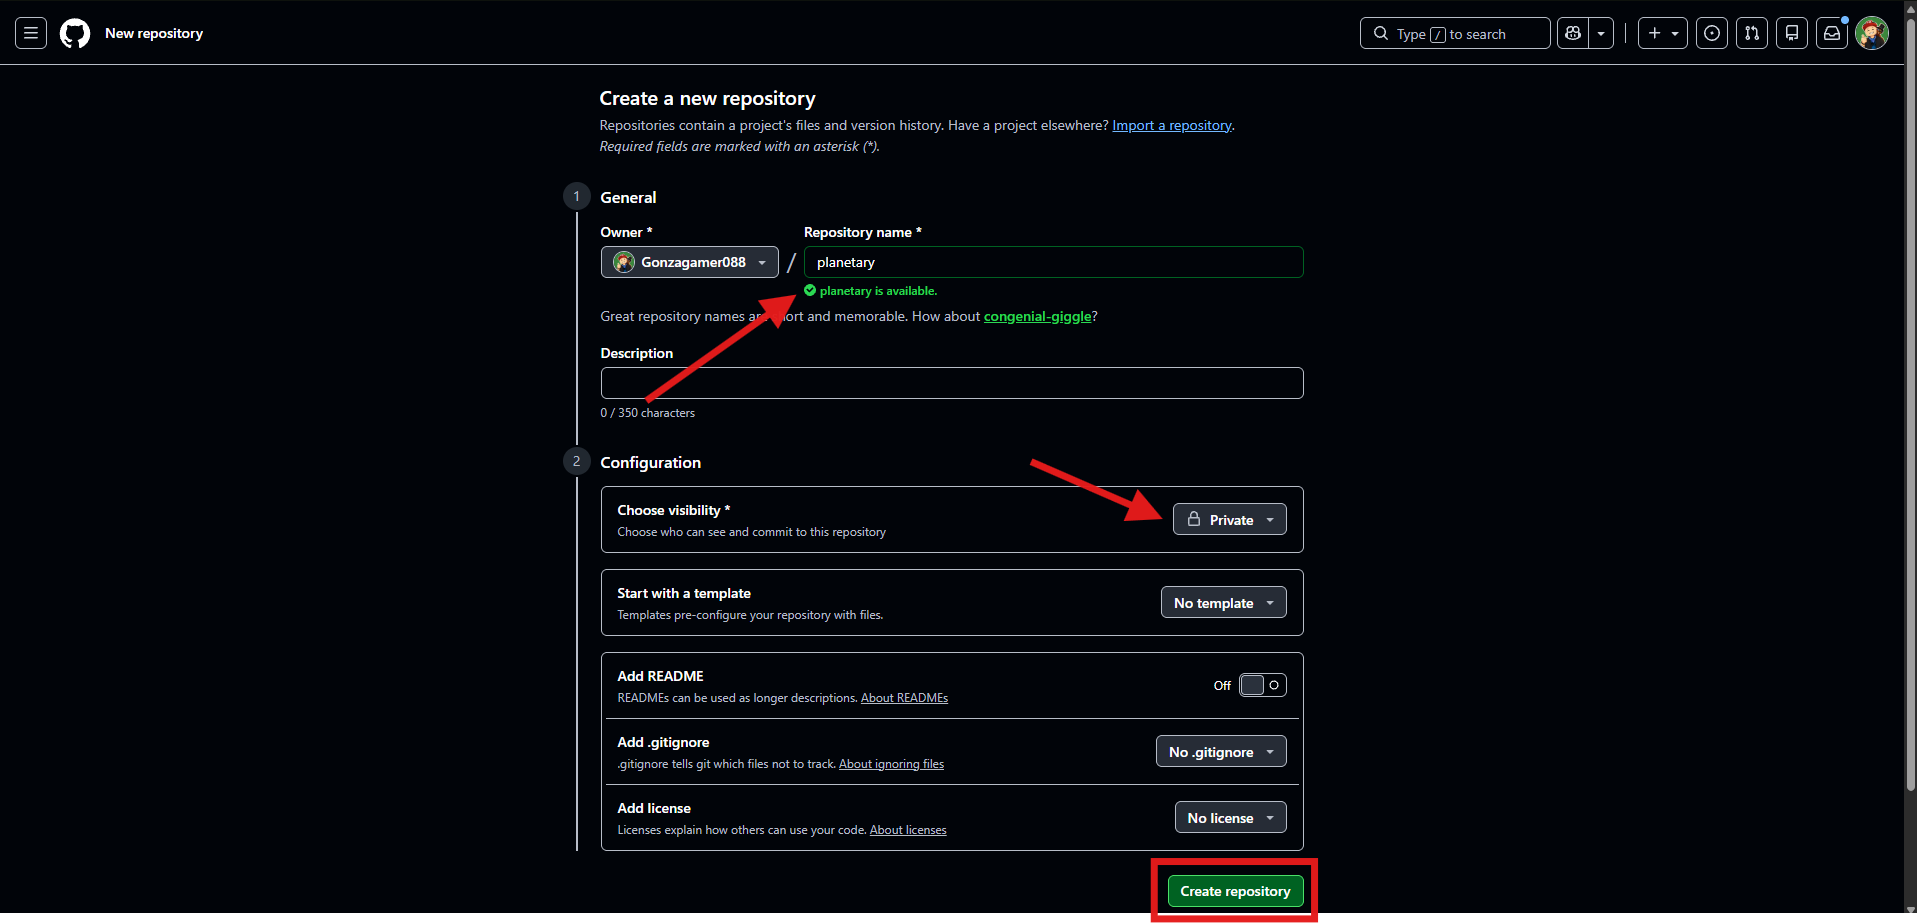 New repository
Type / to search
Create a new repository
Repositories contain a project's files and version history. Have a project elsewhere? Import a repository.
Required fields are marked with an asterisk (*).
1 General
Owner * Repository name *
Gonzagamer088 / planetary
planetary is available.
Great repository names are short and memorable. How about congenial-giggle?
Description
0 / 350 characters
2 Configuration
Choose visibility *
Choose who can see and commit to this repository
Private
Start with a template
Templates pre-configure your repository with files.
No template
Add README
READMEs can be used as longer descriptions. About READMEs
Off
Add .gitignore
.gitignore tells git which files not to track. About ignoring files
No .gitignore
Add license
Licenses explain how others can use your code. About licenses
No license
Create repository